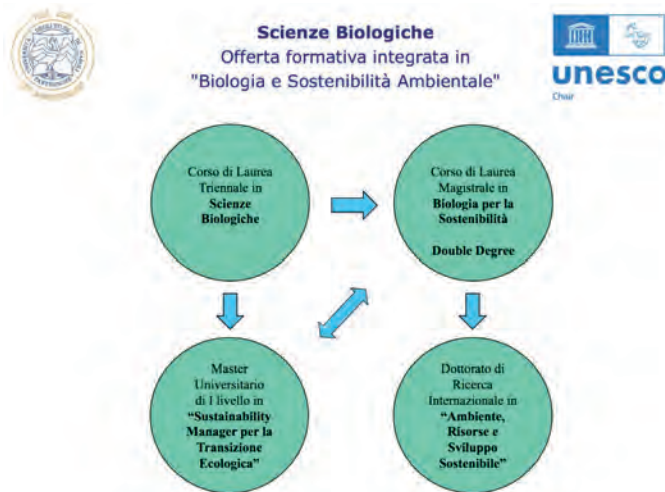 Scienze Biologiche
Offerta formativa integrata in
"Biologia e Sostenibilità Ambientale"
unesco
Chair
Corso di Laurea
Triennale in
Scienze
Biologiche
Corso di Laurea
Magistrale in
Biologia per la
Sostenibilità
Double Degree
Master
Universitario
di I livello in
“Sustainability
Manager per la
Transizione
Ecologica”
Dottorato di
Ricerca
Internazionale in
“Ambiente,
Risorse e
Sviluppo
Sostenibile”